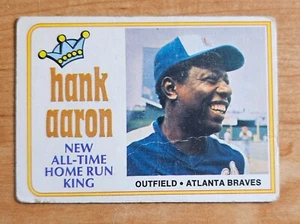 hank
aaron
NEW
ALL-TIME
HOME RUN
KING
OUTFIELD • ATLANTA BRAVES